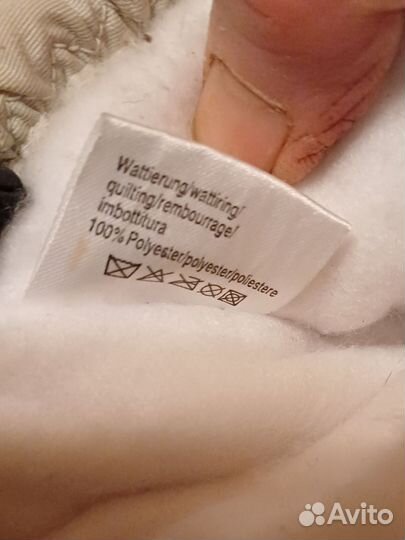 Wattierung/wattiring/
quilting/rembourrage/
imbottitura
100% Polyester/polyester/poliestere
Avito